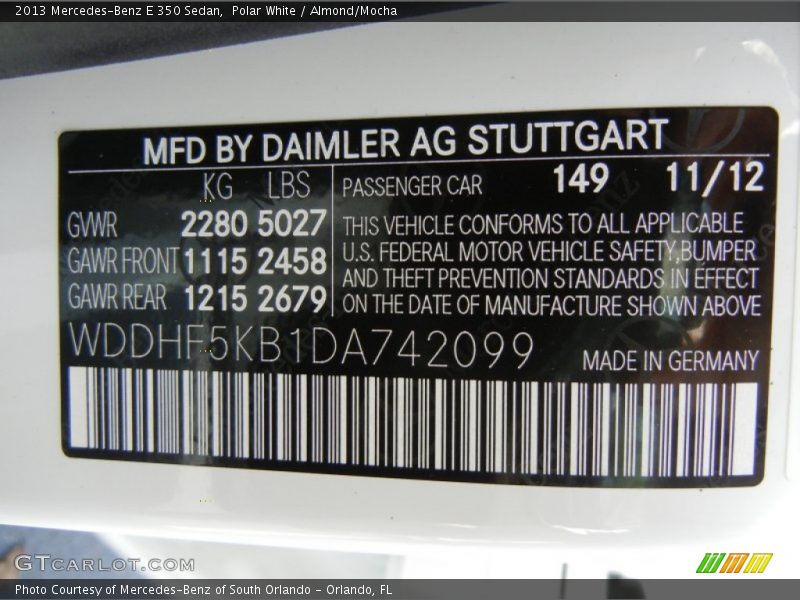 2013 Mercedes-Benz E 350 Sedan, Polar White / Almond/Mocha
MFD BY DAIMLER AG STUTTGART
KG LBS
GVWR 2280 5027
GAWR FRONT 1115 2458
GAWR REAR 1215 2679
PASSENGER CAR 149 11/12
THIS VEHICLE CONFORMS TO ALL APPLICABLE
U.S. FEDERAL MOTOR VEHICLE SAFETY,BUMPER
AND THEFT PREVENTION STANDARDS IN EFFECT
ON THE DATE OF MANUFACTURE SHOWN ABOVE
WDDHF5KB1DA742099
MADE IN GERMANY
GTCARLOT.COM
Photo Courtesy of Mercedes-Benz of South Orlando - Orlando, FL